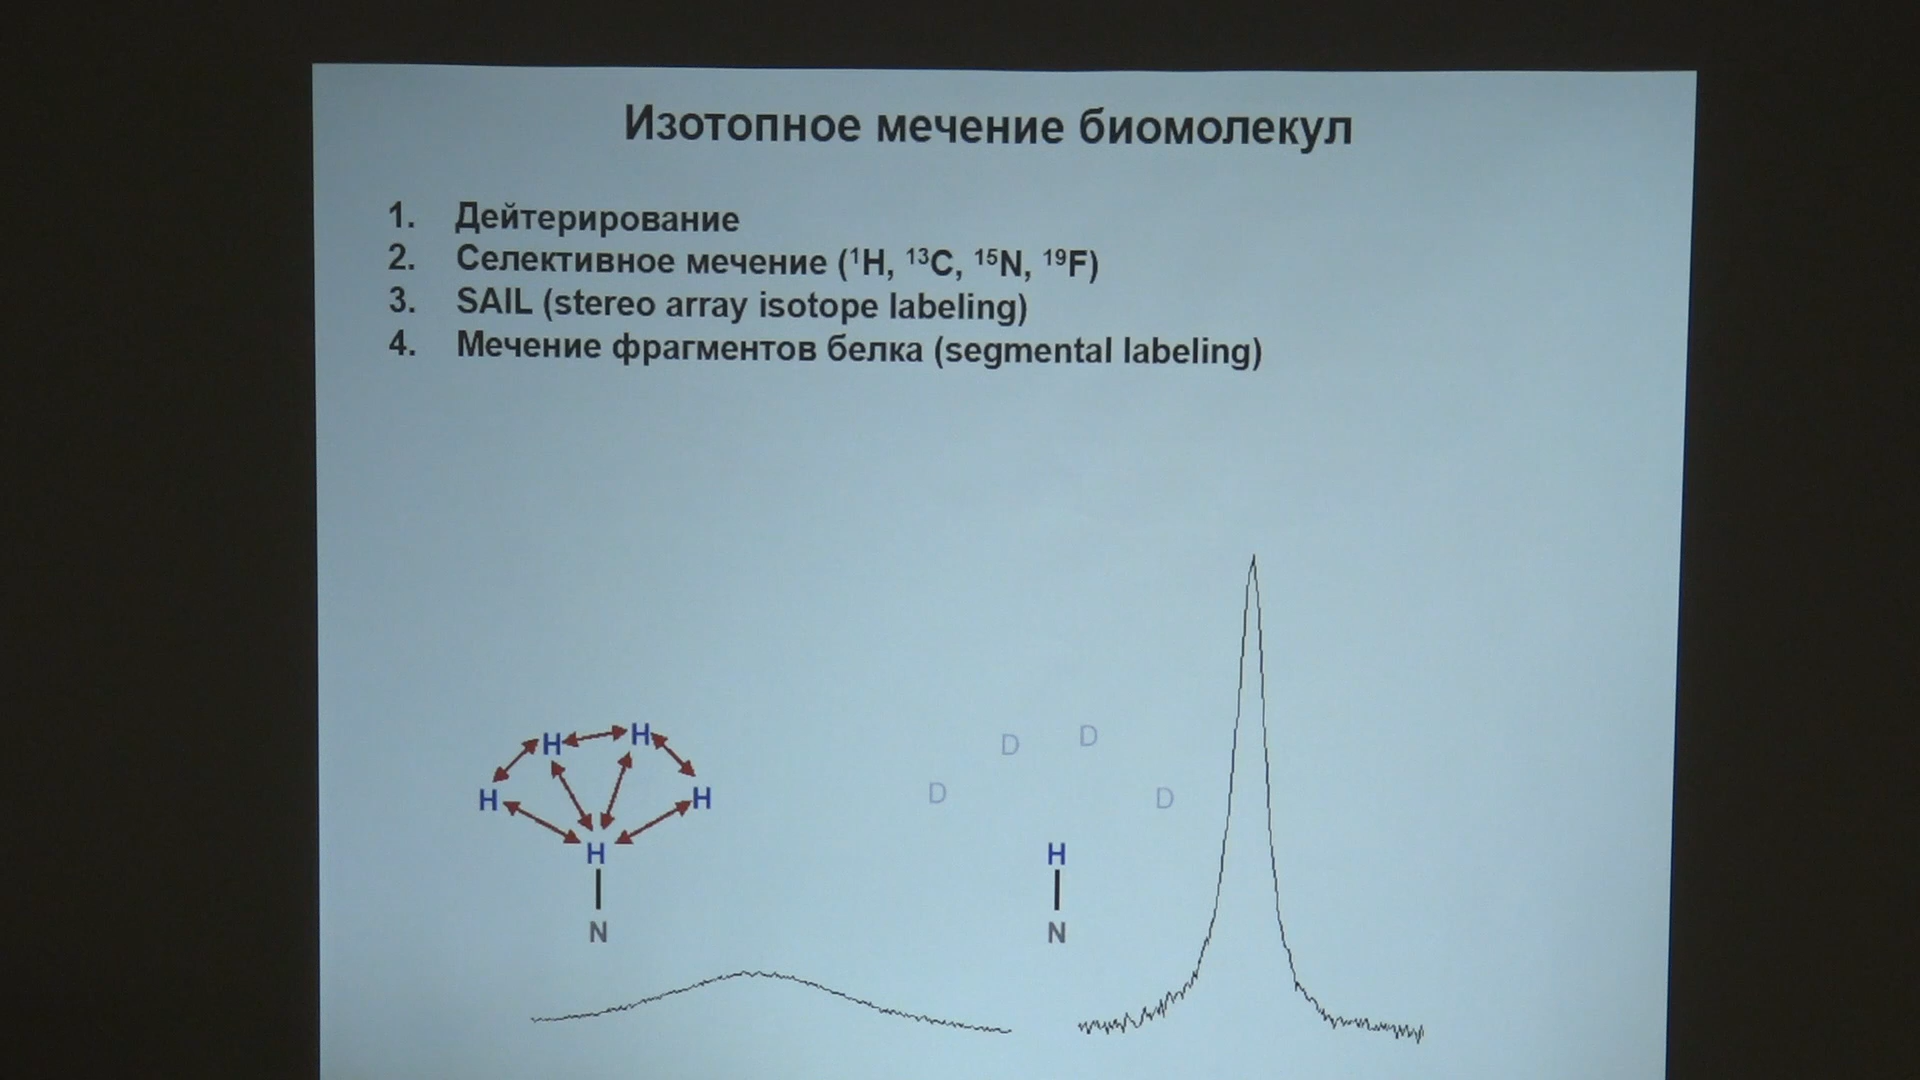 Изотопное мечение биомолекул
1. Дейтерирование
2. Селективное мечение (¹H, ¹³C, ¹⁵N, ¹⁹F)
3. SAIL (stereo array isotope labeling)
4. Мечение фрагментов белка (segmental labeling)
H H D D
H H D D
H H
N N